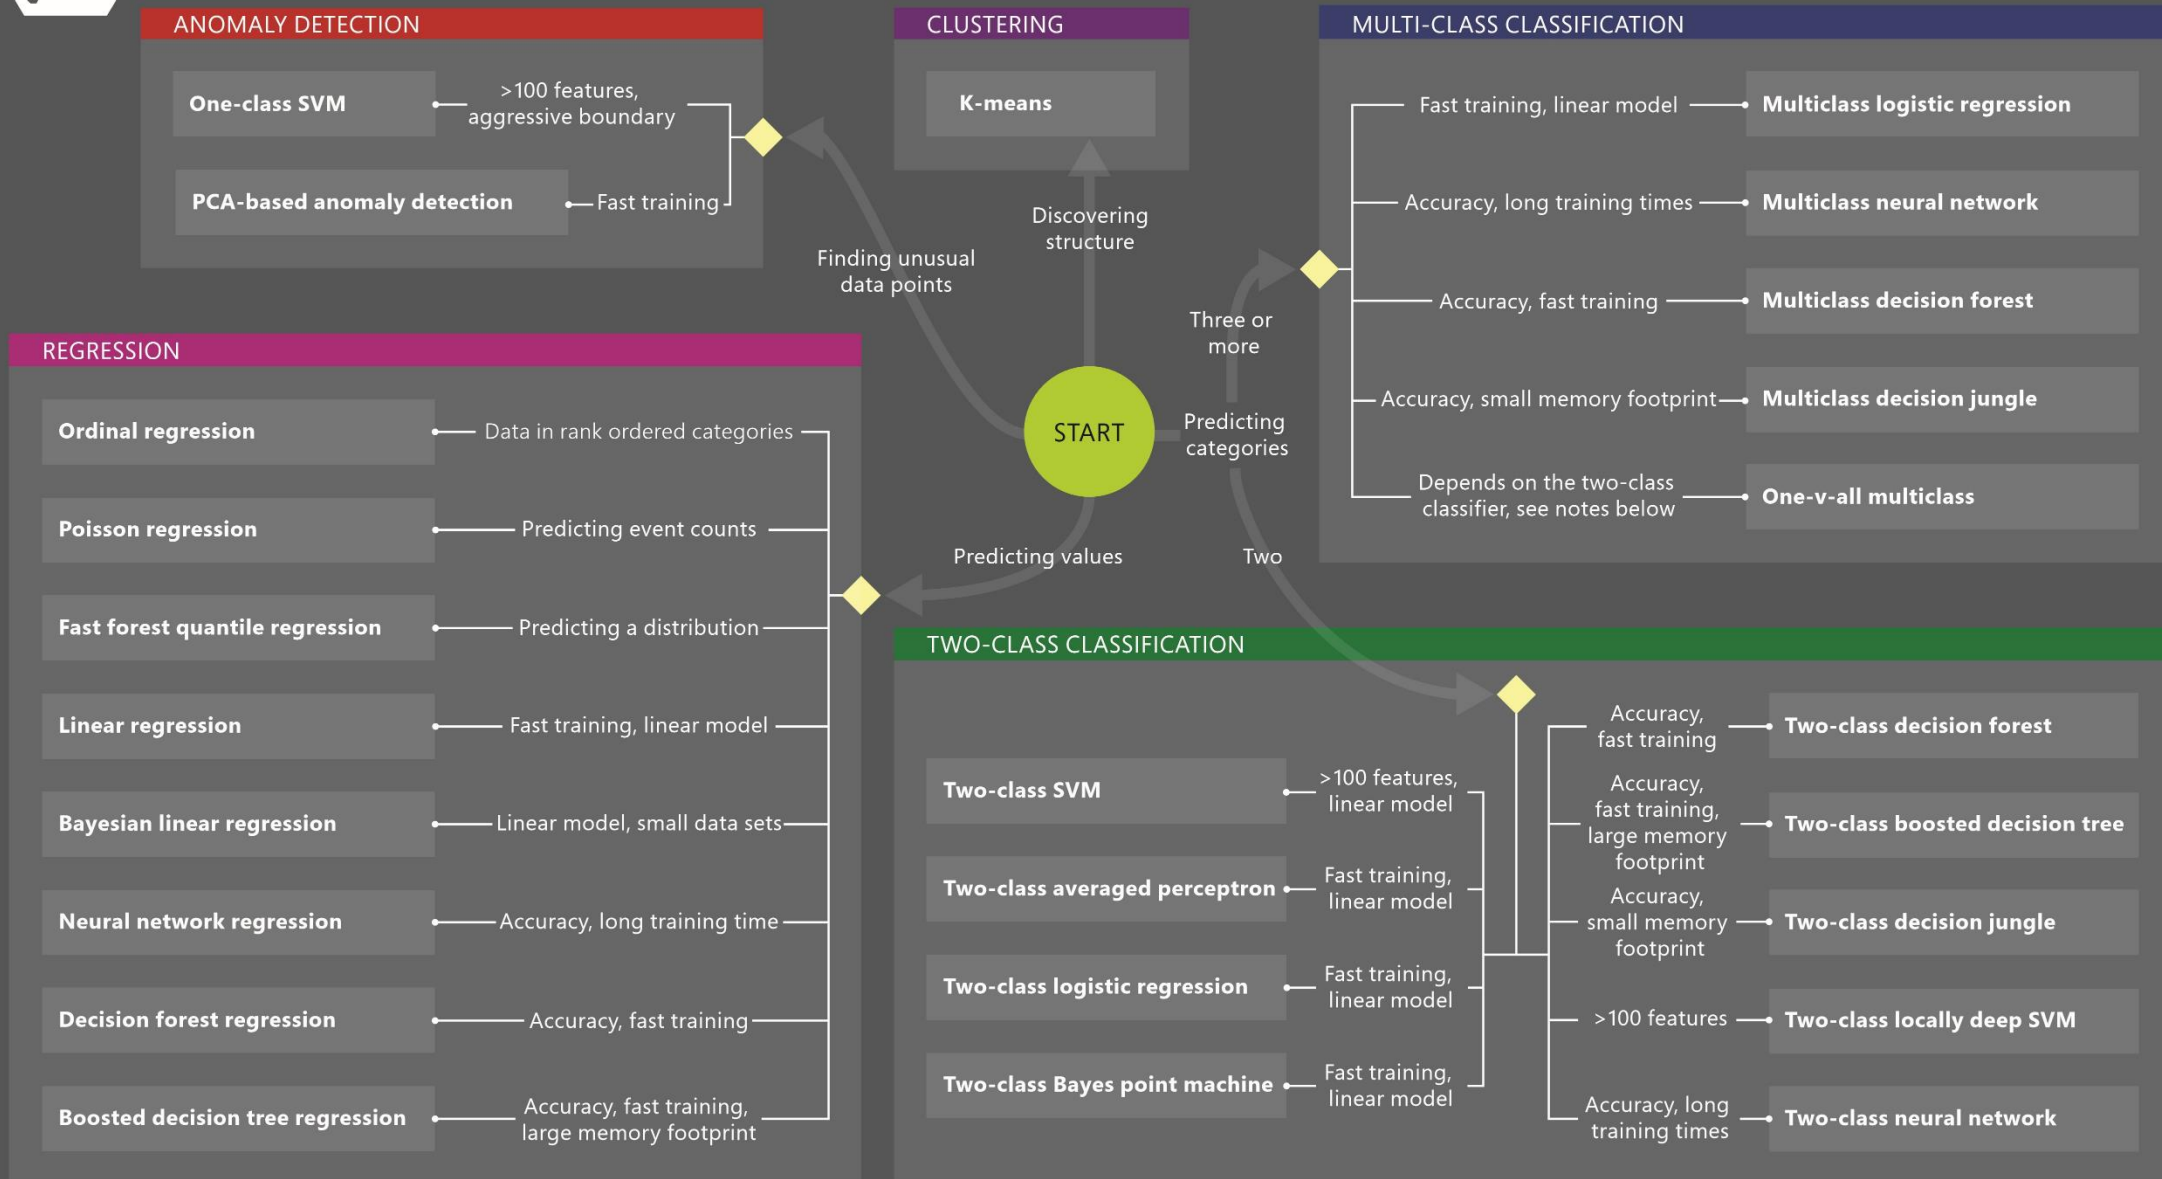 ANOMALY DETECTION
One-class SVM
>100 features,
aggressive boundary
PCA-based anomaly detection
Fast training
CLUSTERING
K-means
MULTI-CLASS CLASSIFICATION
Fast training, linear model
Multiclass logistic regression
Accuracy, long training times
Multiclass neural network
Accuracy, fast training
Multiclass decision forest
Accuracy, small memory footprint
Multiclass decision jungle
Depends on the two-class
classifier, see notes below
One-v-all multiclass
Finding unusual
data points
Discovering
structure
Three or
more
START
Predicting
categories
Predicting values
Two
REGRESSION
Ordinal regression
Data in rank ordered categories
Poisson regression
Predicting event counts
Fast forest quantile regression
Predicting a distribution
Linear regression
Fast training, linear model
Bayesian linear regression
Linear model, small data sets
Neural network regression
Accuracy, long training time
Decision forest regression
Accuracy, fast training
Boosted decision tree regression
Accuracy, fast training,
large memory footprint
TWO-CLASS CLASSIFICATION
Two-class SVM
>100 features,
linear model
Two-class averaged perceptron
Fast training,
linear model
Two-class logistic regression
Fast training,
linear model
Two-class Bayes point machine
Fast training,
linear model
Accuracy,
fast training
Two-class decision forest
Accuracy,
fast training,
large memory
footprint
Two-class boosted decision tree
Accuracy,
small memory
footprint
Two-class decision jungle
>100 features
Two-class locally deep SVM
Accuracy, long
training times
Two-class neural network